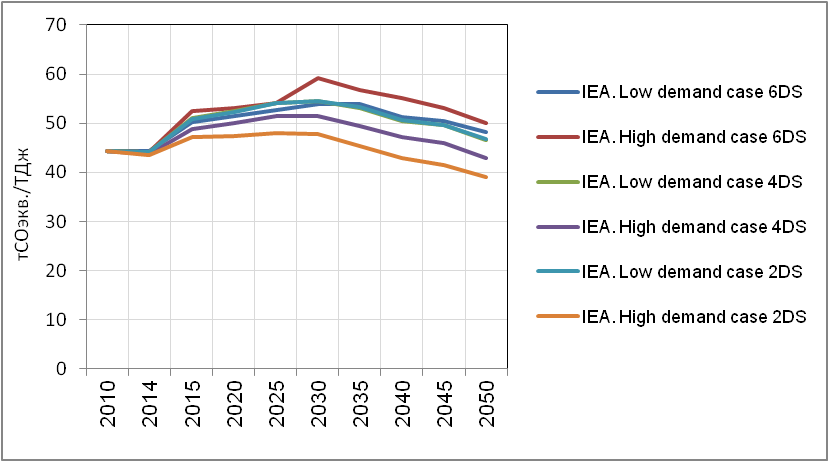 70
60
50
40
30
20
10
0
тСОэкв./ТДж
2010
2014
2015
2020
2025
2030
2035
2040
2045
2050
IEA. Low demand case 6DS
IEA. High demand case 6DS
IEA. Low demand case 4DS
IEA. High demand case 4DS
IEA. Low demand case 2DS
IEA. High demand case 2DS